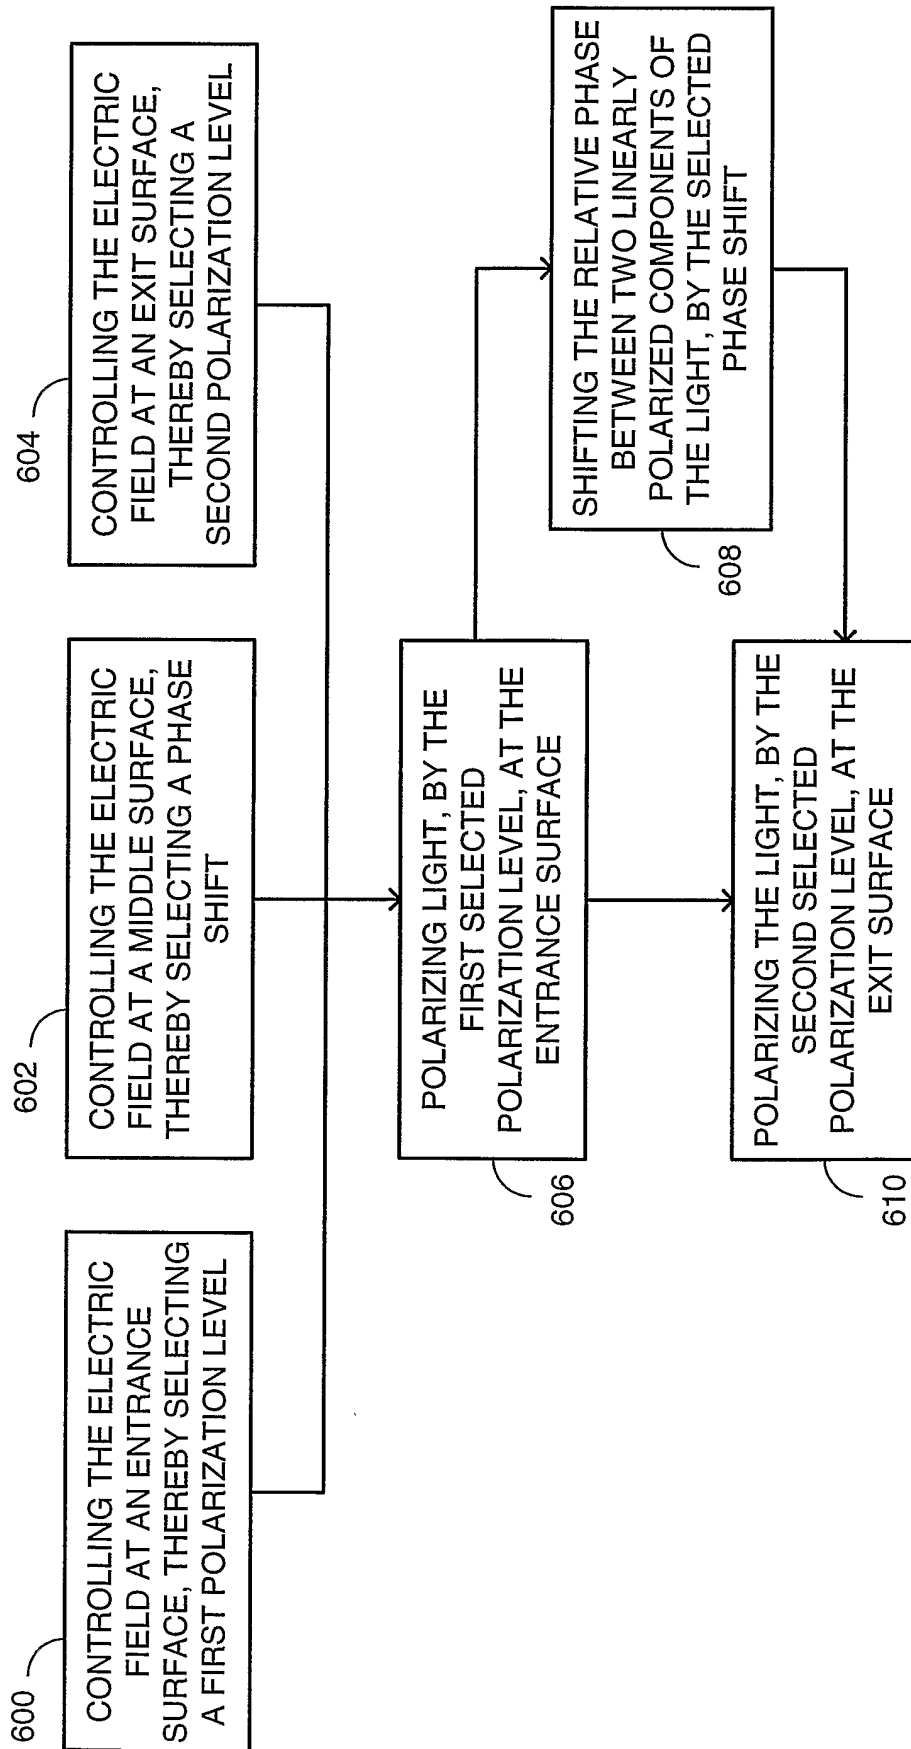 600
CONTROLLING THE ELECTRIC
FIELD AT AN ENTRANCE
SURFACE, THEREBY SELECTING
A FIRST POLARIZATION LEVEL
602
CONTROLLING THE ELECTRIC
FIELD AT A MIDDLE SURFACE,
THEREBY SELECTING A PHASE
SHIFT
604
CONTROLLING THE ELECTRIC
FIELD AT AN EXIT SURFACE,
THEREBY SELECTING A
SECOND POLARIZATION LEVEL
606
POLARIZING LIGHT, BY THE
FIRST SELECTED
POLARIZATION LEVEL, AT THE
ENTRANCE SURFACE
608
SHIFTING THE RELATIVE PHASE
BETWEEN TWO LINEARLY
POLARIZED COMPONENTS OF
THE LIGHT, BY THE SELECTED
PHASE SHIFT
610
POLARIZING THE LIGHT, BY THE
SECOND SELECTED
POLARIZATION LEVEL, AT THE
EXIT SURFACE